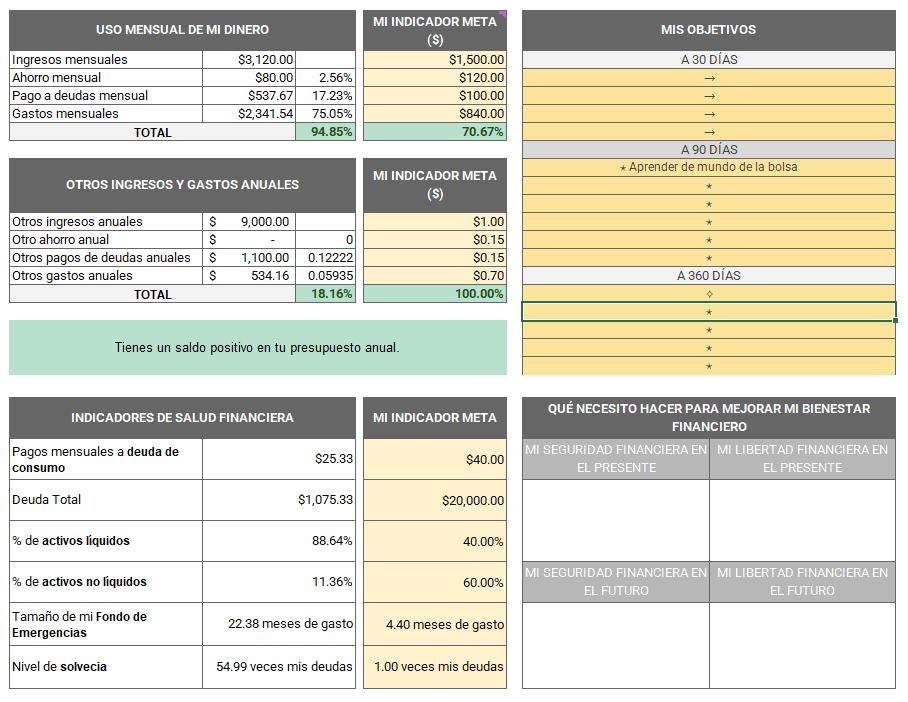 USO MENSUAL DE MI DINERO
MI INDICADOR META
($)
Ingresos mensuales $3,120.00 $1,500.00
Ahorro mensual $80.00 2.56% $120.00
Pago a deudas mensual $537.67 17.23% $100.00
Gastos mensuales $2,341.54 75.05% $840.00
TOTAL 94.85% 70.67%
OTROS INGRESOS Y GASTOS ANUALES
MI INDICADOR META
($)
Otros ingresos anuales $ 9,000.00 $1.00
Otro ahorro anual $ - 0 $0.15
Otros pagos de deudas anuales $ 1,100.00 0.12222 $0.15
Otros gastos anuales $ 534.16 0.05935 $0.70
TOTAL 18.16% 100.00%
Tienes un saldo positivo en tu presupuesto anual.
MIS OBJETIVOS
A 30 DÍAS
→
→
→
→
A 90 DÍAS
⋆ Aprender de mundo de la bolsa
⋆
⋆
⋆
⋆
⋆
A 360 DÍAS
⬦
⋆
⋆
⋆
⋆
INDICADORES DE SALUD FINANCIERA
MI INDICADOR META
Pagos mensuales a deuda de
consumo
$25.33 $40.00
Deuda Total $1,075.33 $20,000.00
% de activos líquidos 88.64% 40.00%
% de activos no líquidos 11.36% 60.00%
Tamaño de mi Fondo de
Emergencias
22.38 meses de gasto 4.40 meses de gasto
Nivel de solvecia 54.99 veces mis deudas 1.00 veces mis deudas
QUÉ NECESITO HACER PARA MEJORAR MI BIENESTAR
FINANCIERO
MI SEGURIDAD FINANCIERA EN
EL PRESENTE
MI LIBERTAD FINANCIERA EN
EL PRESENTE
MI SEGURIDAD FINANCIERA EN
EL FUTURO
MI LIBERTAD FINANCIERA EN
EL FUTURO